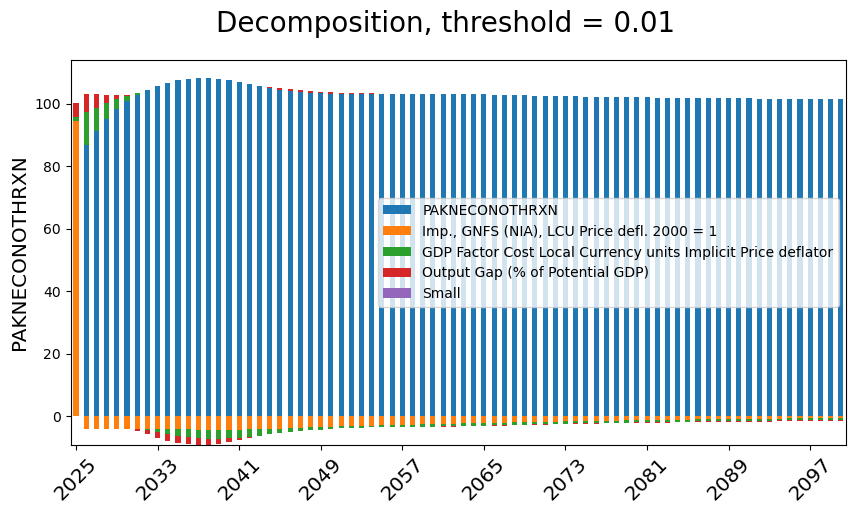 Decomposition, threshold = 0.01
PAKNECONOTHRXN
100
80
60
40
20
0
PAKNECONOTHRXN
Imp., GNFS (NIA), LCU Price defl. 2000 = 1
GDP Factor Cost Local Currency units Implicit Price deflator
Output Gap (% of Potential GDP)
Small
2025
2033
2041
2049
2057
2065
2073
2081
2089
2097